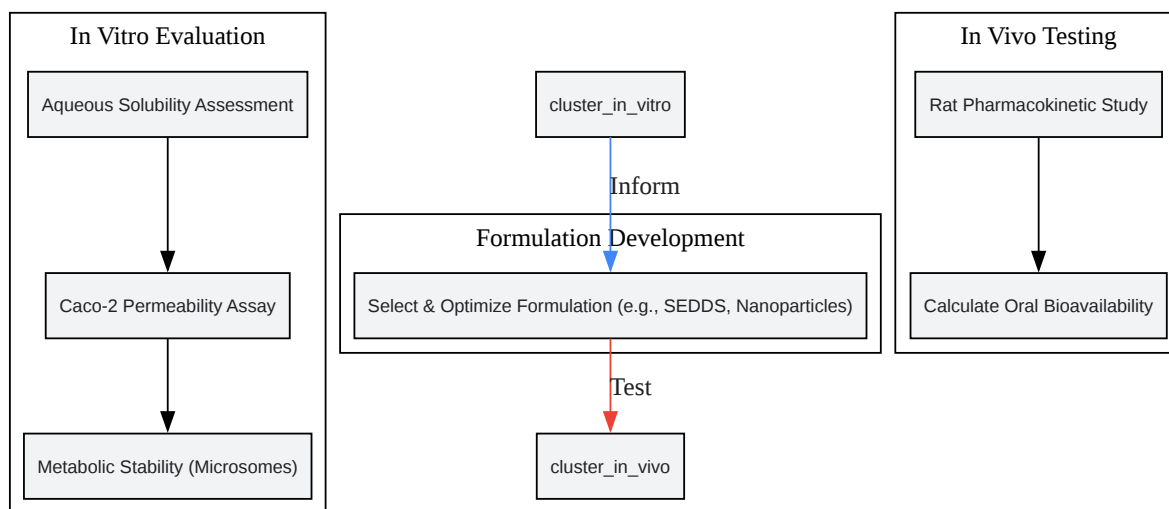 In Vitro Evaluation
Aqueous Solubility Assessment
Caco-2 Permeability Assay
Metabolic Stability (Microsomes)
cluster_in_vitro
Inform
Formulation Development
Select & Optimize Formulation (e.g., SEDDS, Nanoparticles)
Test
cluster_in_vivo
In Vivo Testing
Rat Pharmacokinetic Study
Calculate Oral Bioavailability